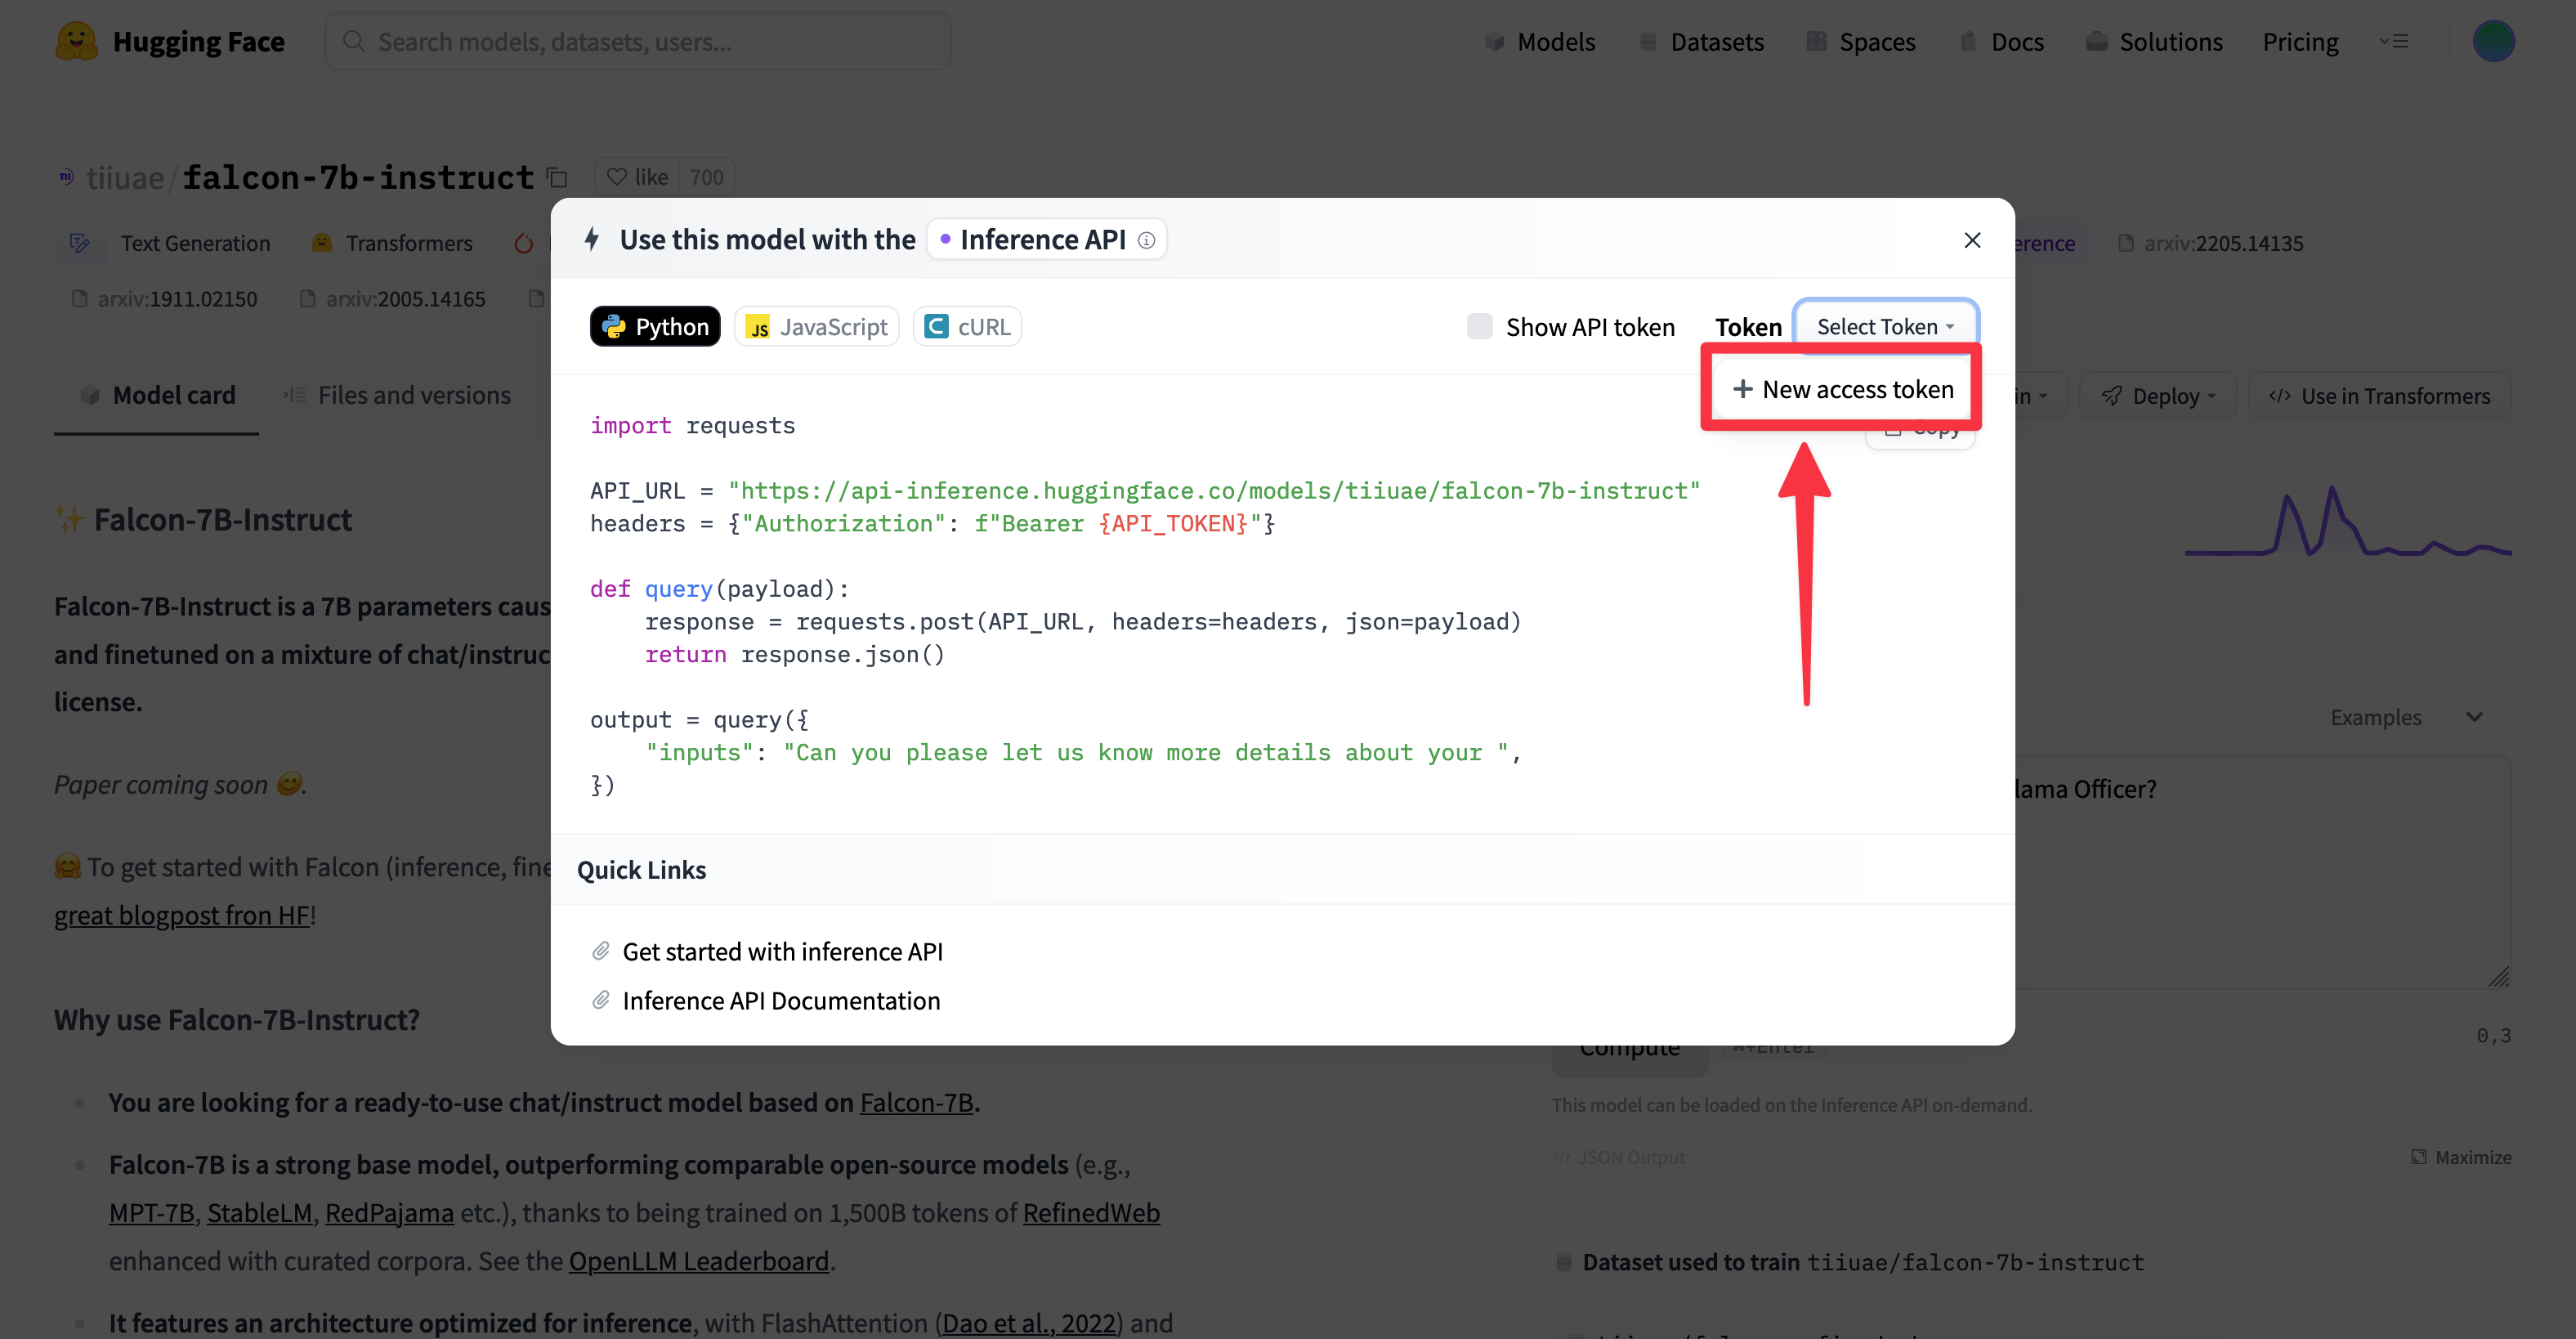 Hugging Face
Search models, datasets, users...
Models
Datasets
Spaces
Docs
Solutions
Pricing
tiiuae/falcon-7b-instruct
like 700
Text Generation
Transformers
erence
arxiv:2205.14135
arxiv:1911.02150
arxiv:2005.14165
Use this model with the Inference API
Python
JS JavaScript
C cURL
Show API token
Token
Select Token
+ New access token
Copy
Model card
Files and versions
in
Deploy
</> Use in Transformers
import requests
API_URL = "https://api-inference.huggingface.co/models/tiiuae/falcon-7b-instruct"
headers = {"Authorization": f"Bearer {API_TOKEN}"}
def query(payload):
    response = requests.post(API_URL, headers=headers, json=payload)
    return response.json()
output = query({
    "inputs": "Can you please let us know more details about your ",
})
Quick Links
Get started with inference API
Inference API Documentation
✨ Falcon-7B-Instruct
Falcon-7B-Instruct is a 7B parameters caus
and finetuned on a mixture of chat/instruc
license.
Paper coming soon 😊.
🤗 To get started with Falcon (inference, fine
great blogpost fron HF!
Why use Falcon-7B-Instruct?
• You are looking for a ready-to-use chat/instruct model based on Falcon-7B.
• Falcon-7B is a strong base model, outperforming comparable open-source models (e.g.,
MPT-7B, StableLM, RedPajama etc.), thanks to being trained on 1,500B tokens of RefinedWeb
enhanced with curated corpora. See the OpenLLM Leaderboard.
• It features an architecture optimized for inference, with FlashAttention (Dao et al., 2022) and
Examples
lama Officer?
Compute
⌘+Enter
0,3
This model can be loaded on the Inference API on-demand.
</> JSON Output
Maximize
Dataset used to train tiiuae/falcon-7b-instruct